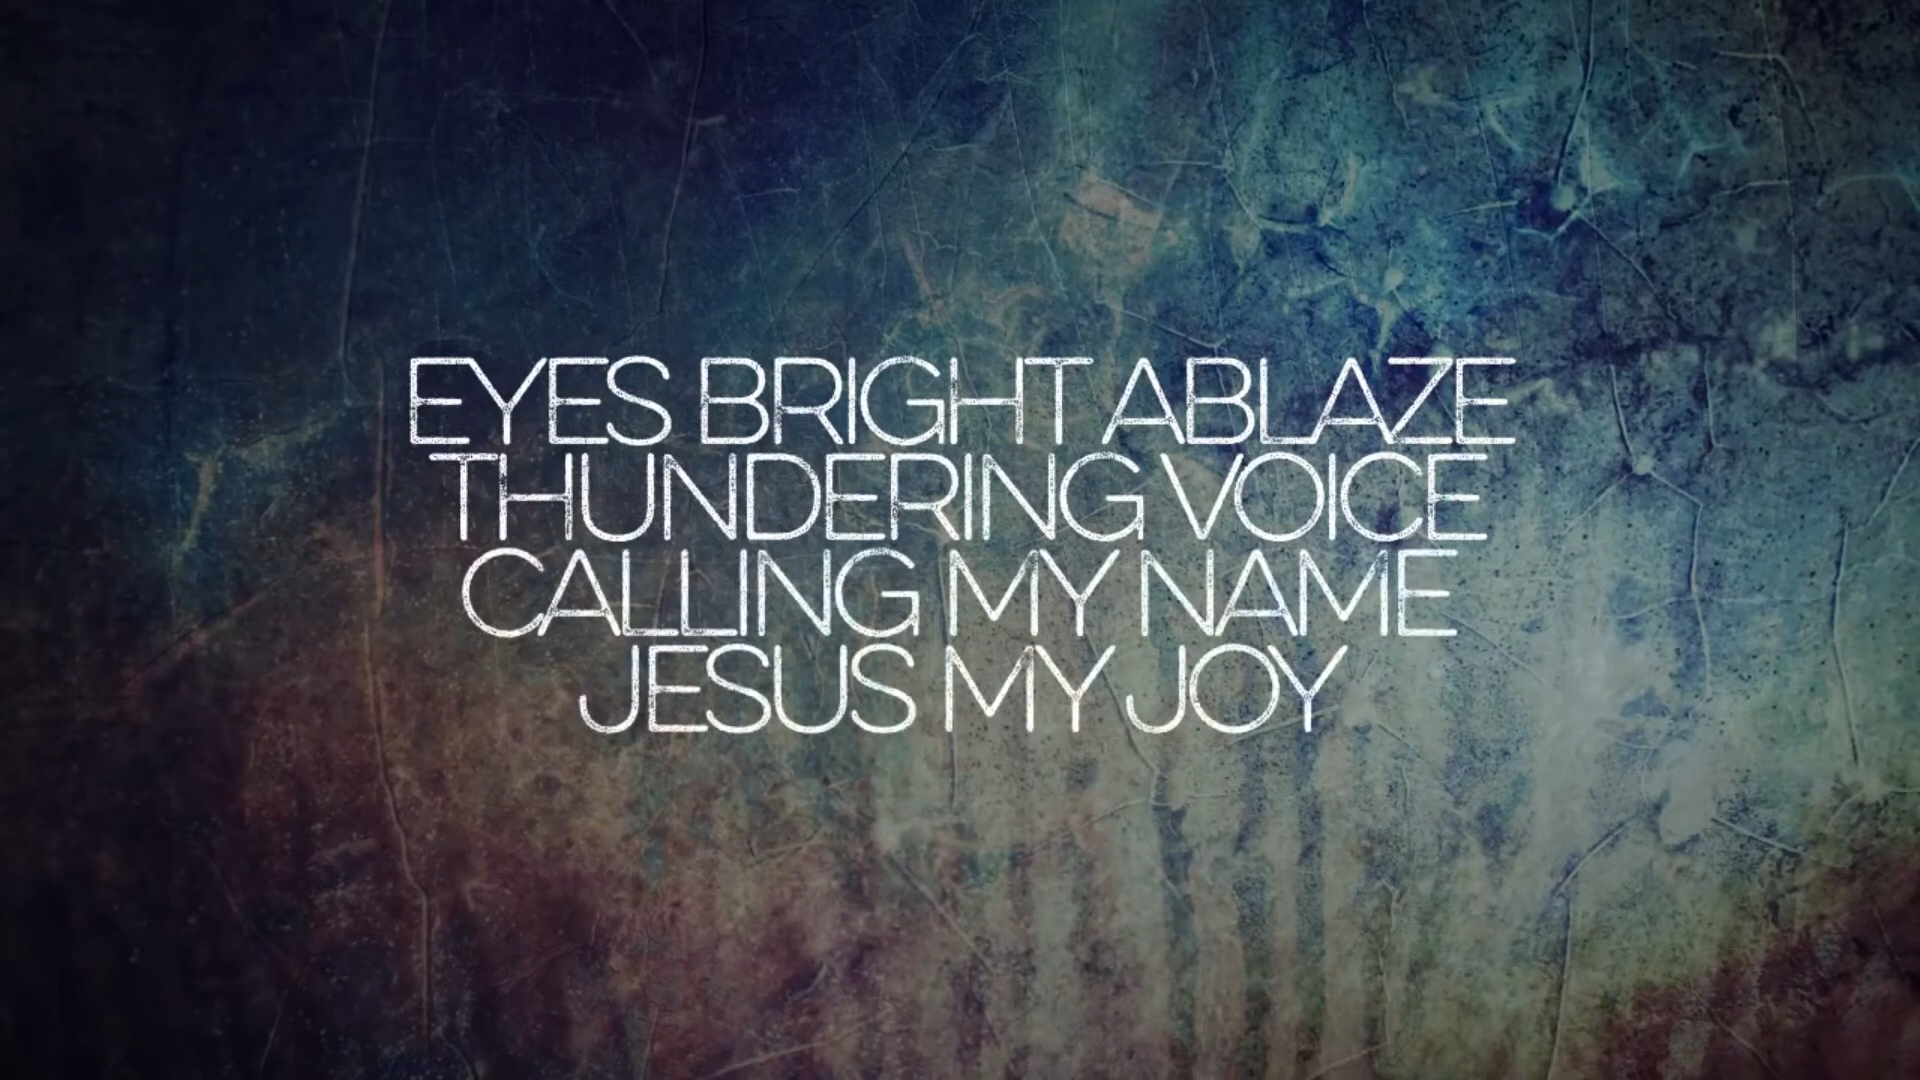 EYES BRIGHT ABLAZE
THUNDERING VOICE
CALLING MY NAME
JESUS MY JOY